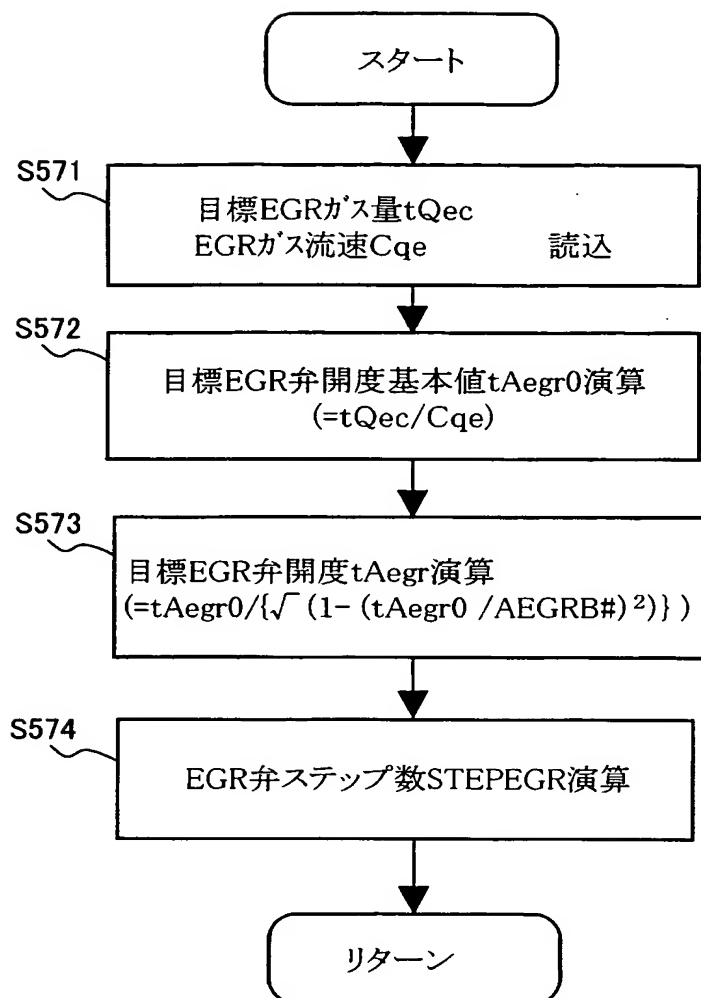 スタート
S571
目標EGRガス量tQec
EGRガス流速Cqe 読込
S572
目標EGR弁開度基本値tAegr0演算
(=tQec/Cqe)
S573
目標EGR弁開度tAegr演算
(=tAegr0/{√(1-(tAegr0 /AEGRB#)²)})
S574
EGR弁ステップ数STEPEGR演算
リターン